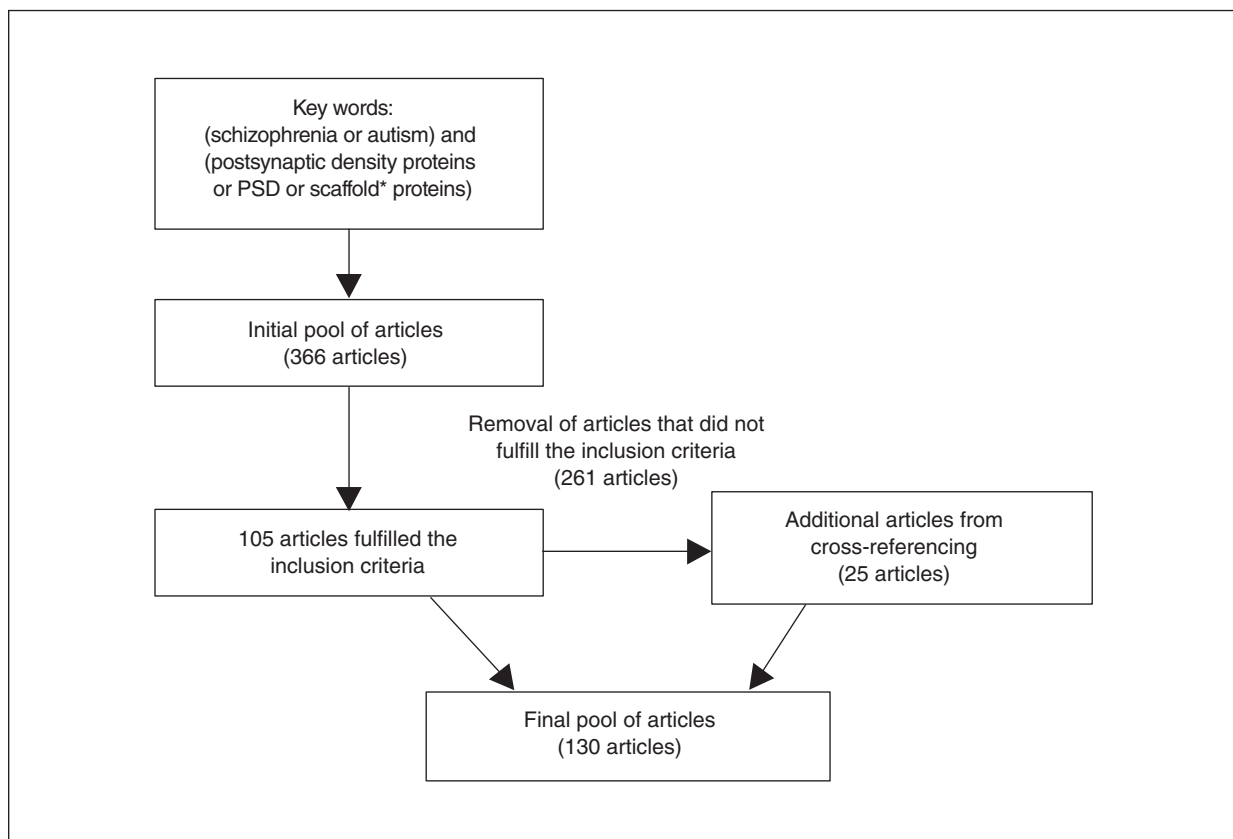 Key words:
(schizophrenia or autism) and
(postsynaptic density proteins
or PSD or scaffold* proteins)
Initial pool of articles
(366 articles)
Removal of articles that did not
fulfill the inclusion criteria
(261 articles)
105 articles fulfilled the
inclusion criteria
Additional articles from
cross-referencing
(25 articles)
Final pool of articles
(130 articles)